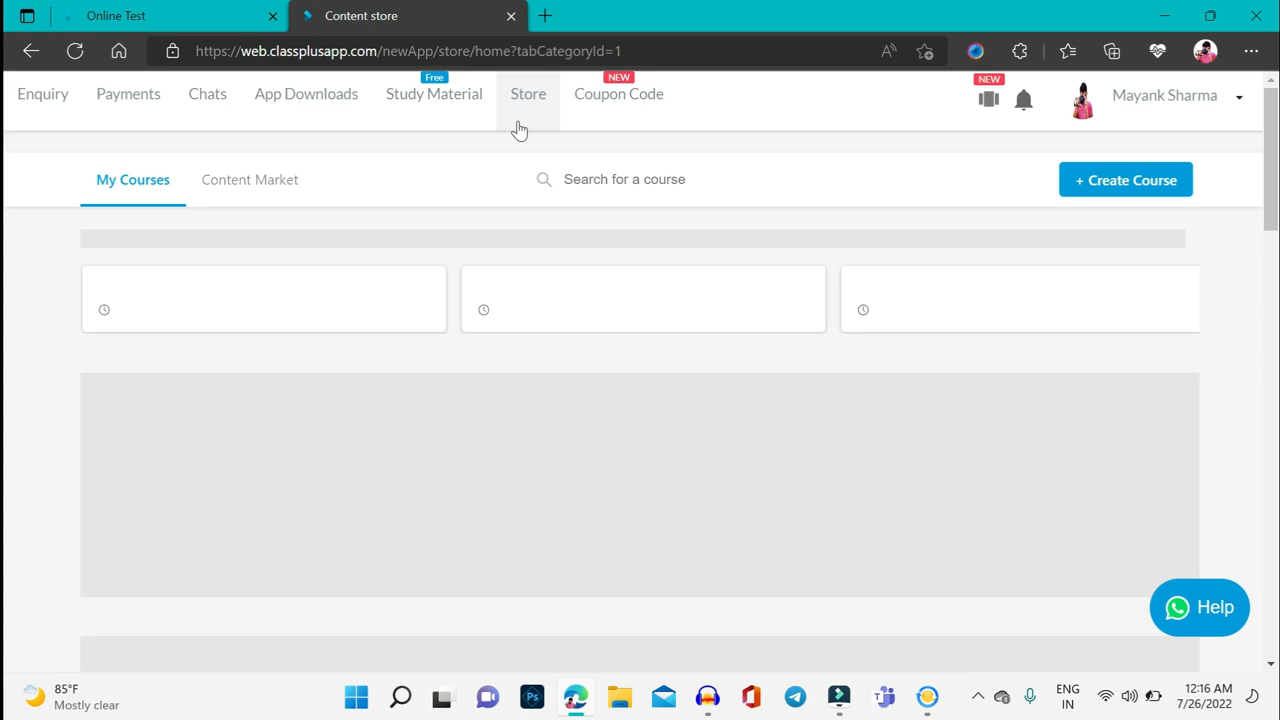 Online Test
Content store
https://web.classplusapp.com/newApp/store/home?tabCategoryId=1
Free
NEW
NEW
Enquiry
Payments
Chats
App Downloads
Study Material
Store
Coupon Code
Mayank Sharma
My Courses
Content Market
Search for a course
+ Create Course
Help
85°F
Mostly clear
Ps
ENG
IN
12:16 AM
7/26/2022